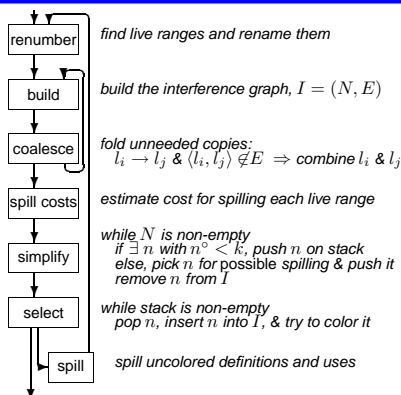 renumber
find live ranges and rename them
build
build the interference graph, I = (N, E)
coalesce
fold unneeded copies:
l_i → l_j & ⟨l_i, l_j⟩ ∉E ⇒ combine l_i & l_j
spill costs
estimate cost for spilling each live range
simplify
while N is non-empty
if ∃ n with n° < k, push n on stack
else, pick n for possible spilling & push it
remove n from I
select
while stack is non-empty
pop n, insert n into I, & try to color it
spill
spill uncolored definitions and uses